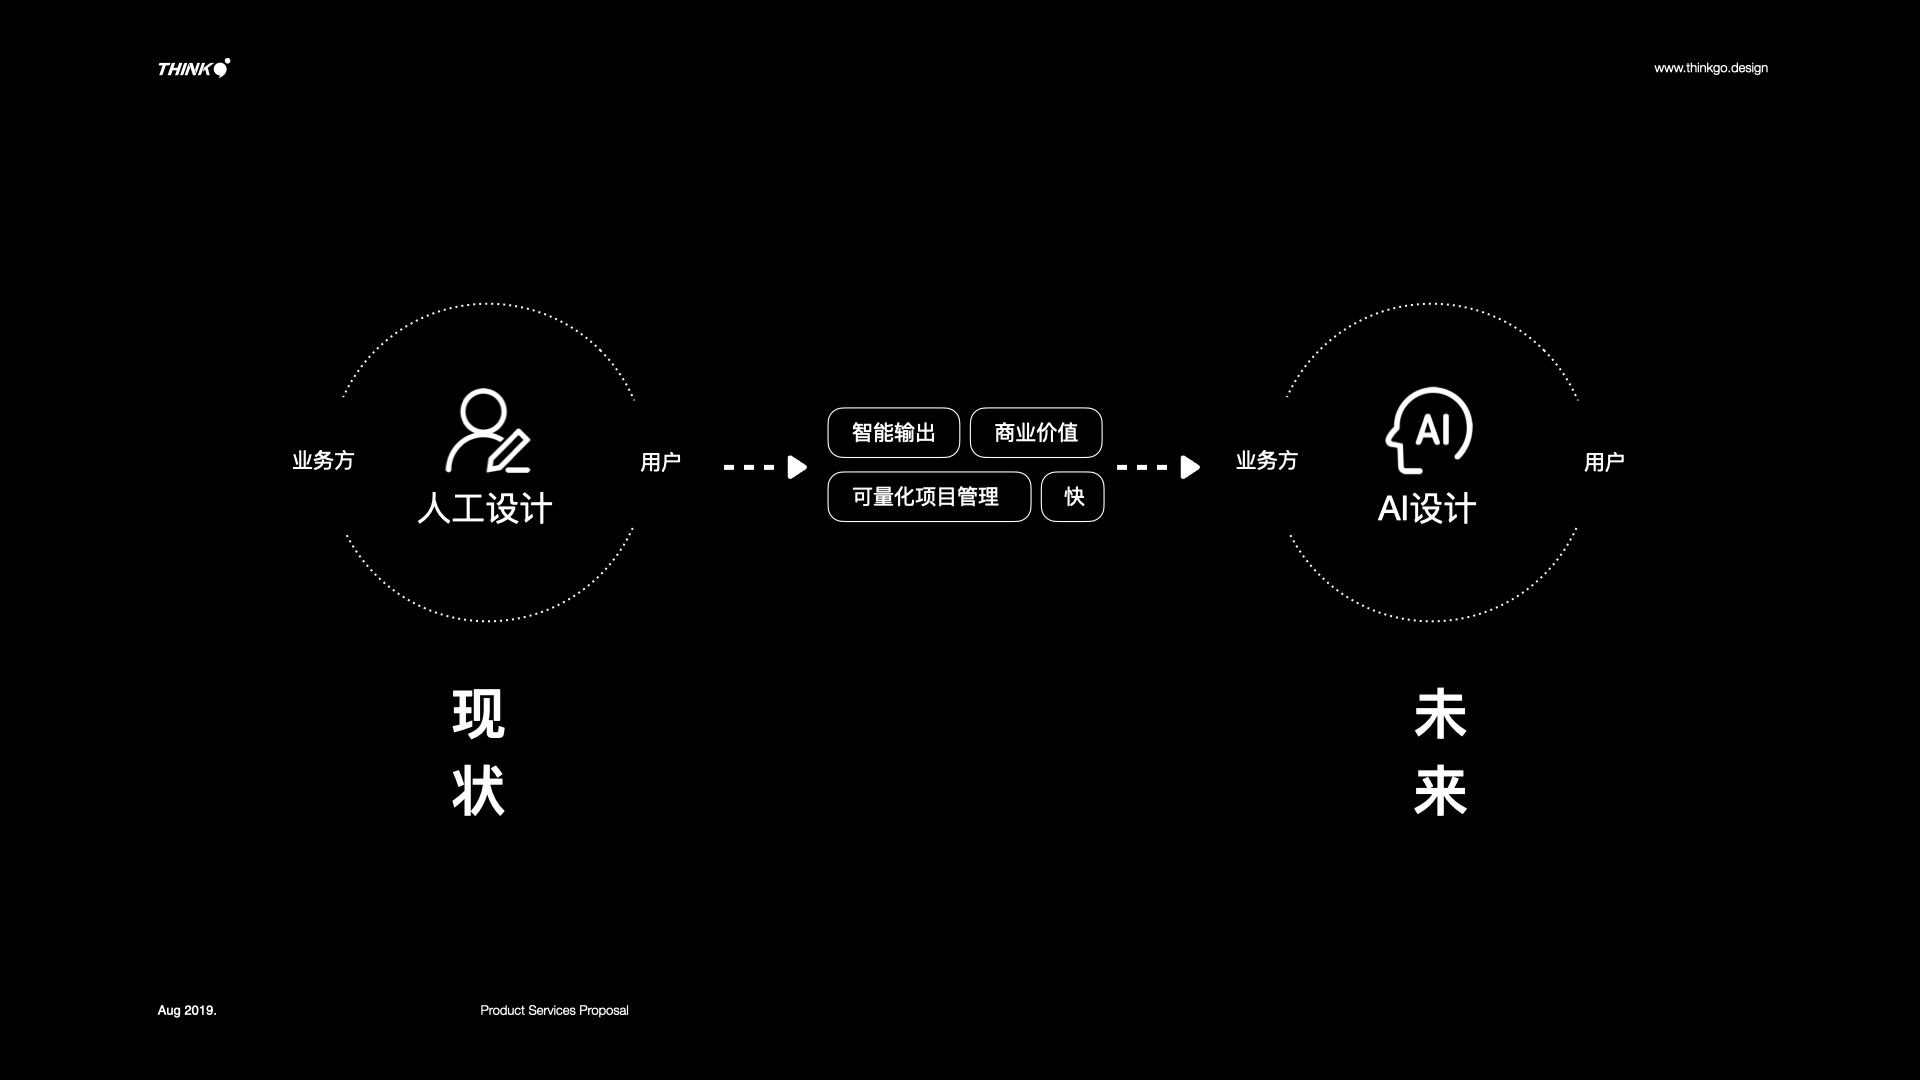 THINK
www.thinkgo.design
业务方
人工设计
用户
智能输出
商业价值
可量化项目管理
快
业务方
AI
AI设计
用户
现
状
未
来
Aug 2019.
Product Services Proposal